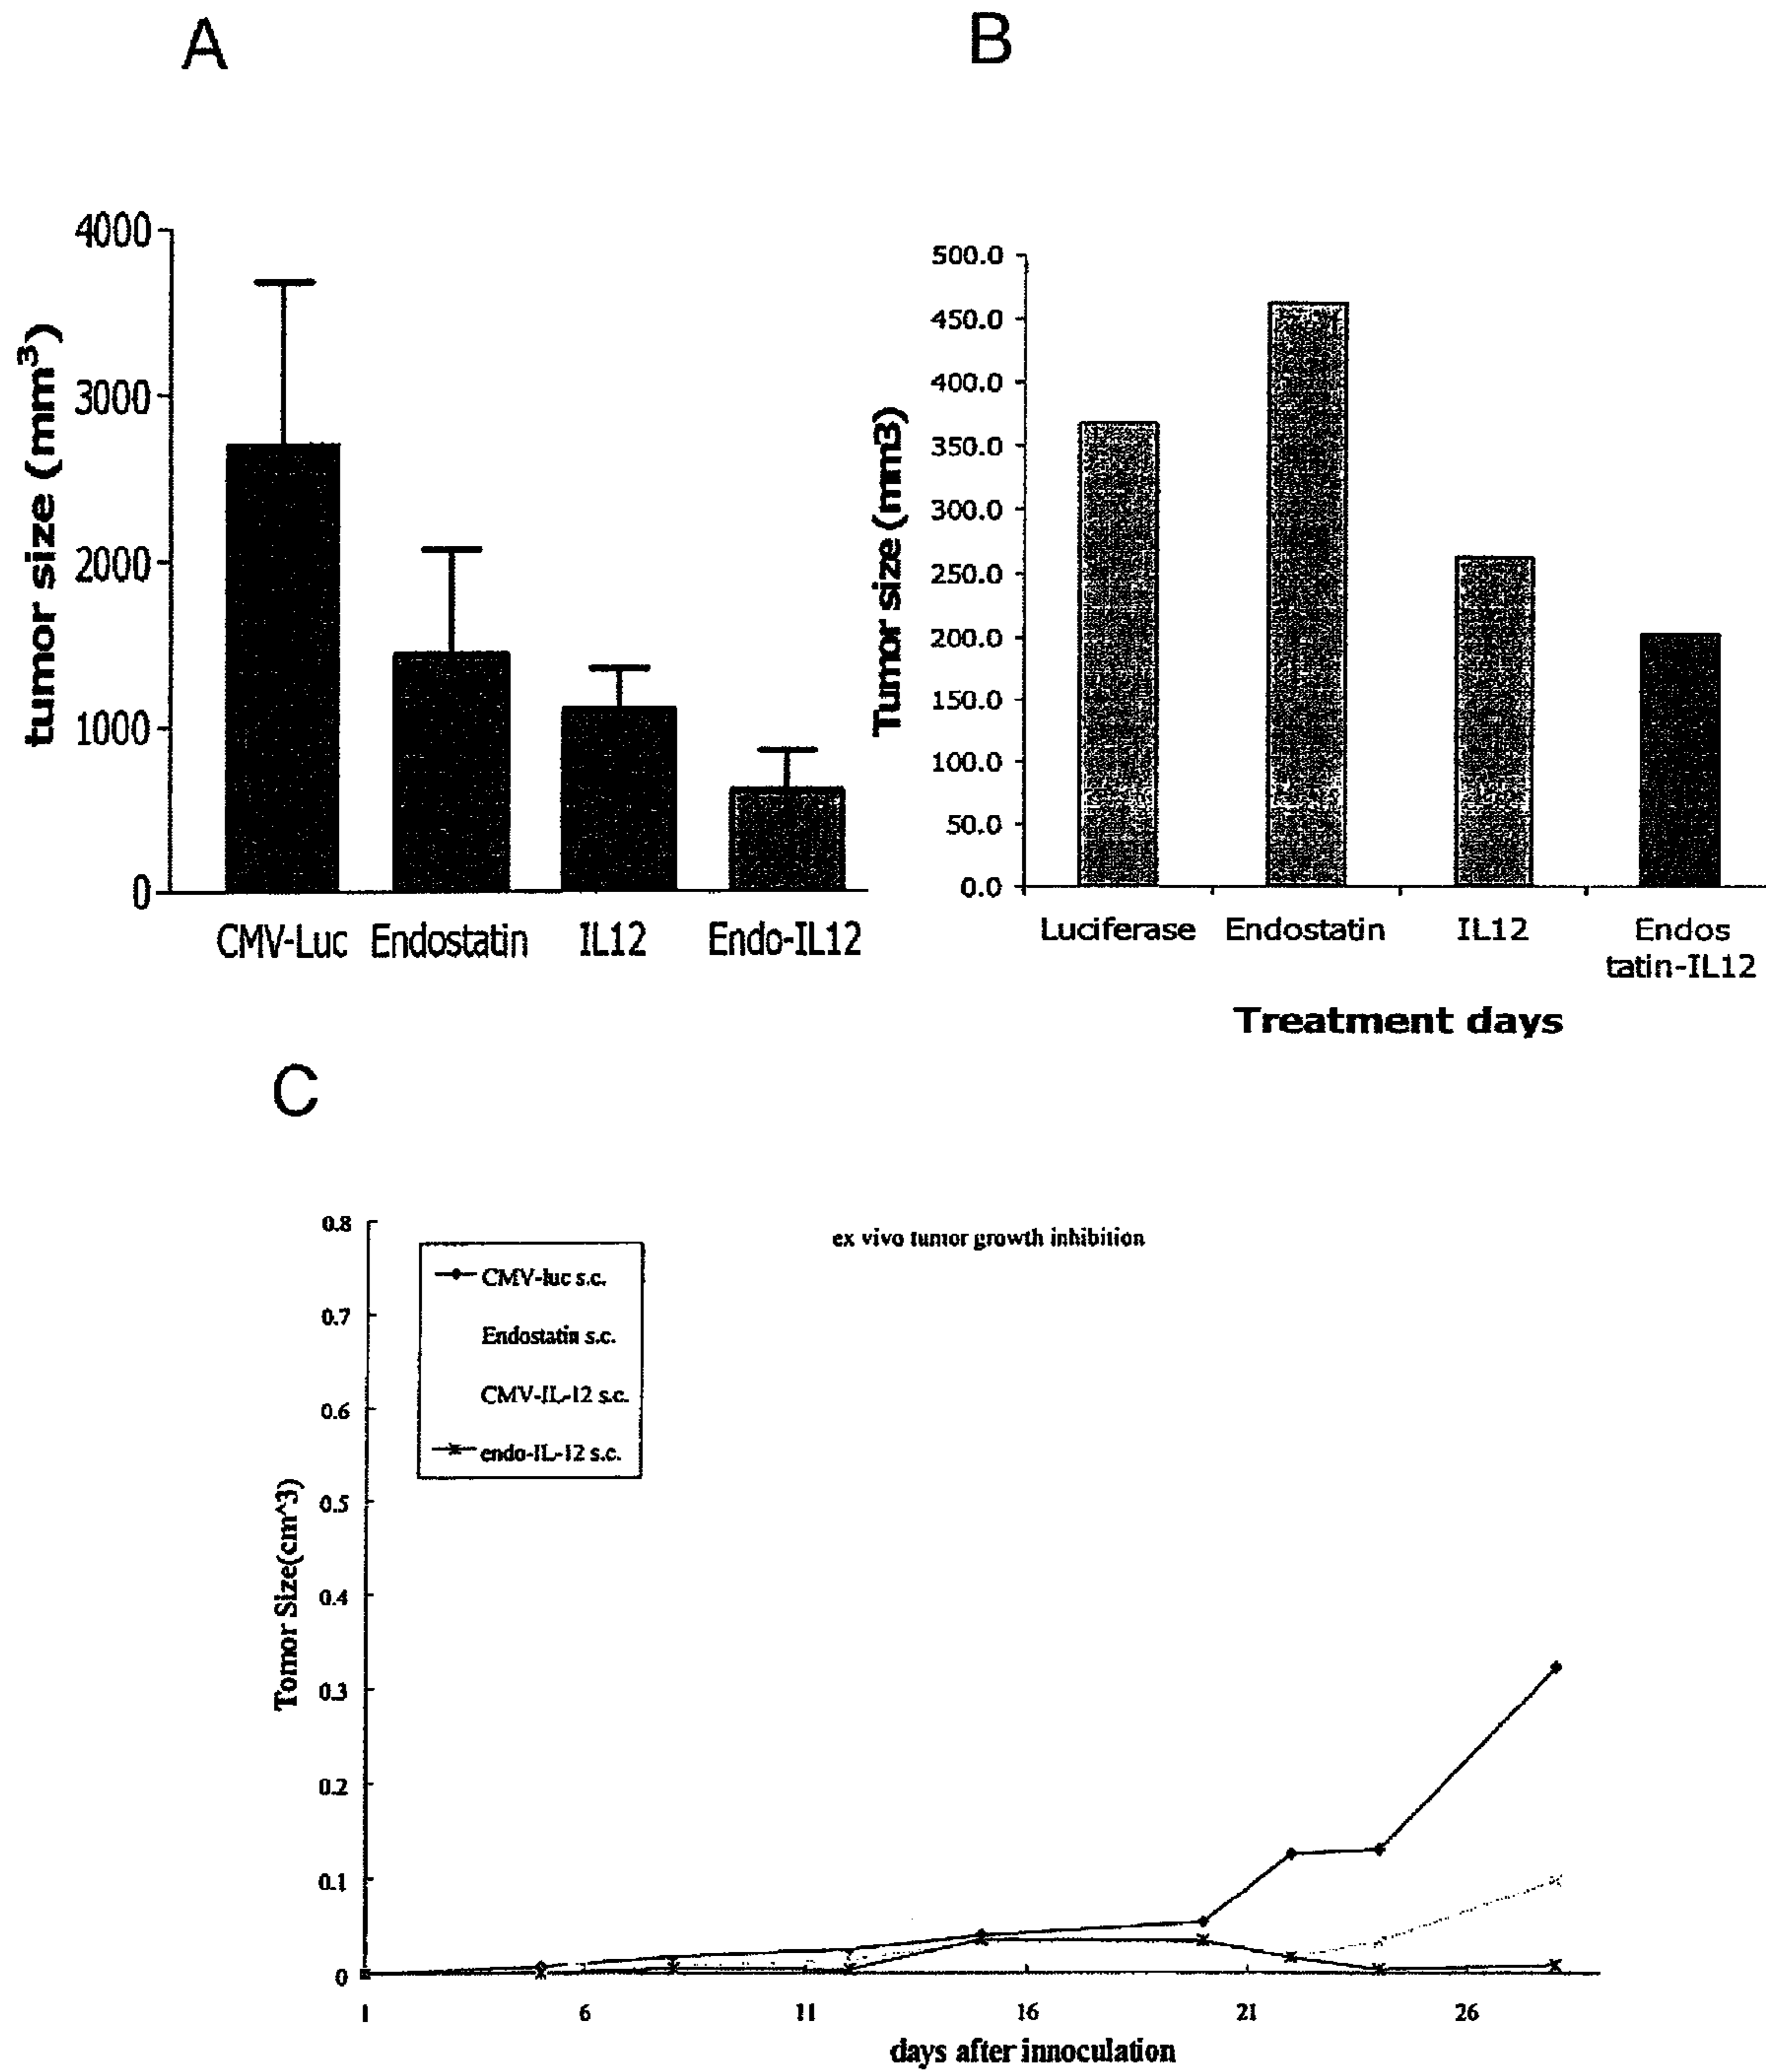 A
4000
3000
2000
1000
0
tumor size (mm³)
CMV-Luc Endostatin IL12 Endo-IL12
B
500.0
450.0
400.0
350.0
300.0
250.0
200.0
150.0
100.0
50.0
0.0
Tumor size (mm3)
Luciferase Endostatin IL12 Endos
tatin-IL12
Treatment days
C
ex vivo tumor growth inhibition
0.8
0.7
0.6
0.5
0.4
0.3
0.2
0.1
0
Tomor Size(cm^3)
CMV-luc s.c.
Endostatin s.c.
CMV-IL-12 s.c.
endo-IL-12 s.c.
1 6 11 16 21 26
days after innoculation